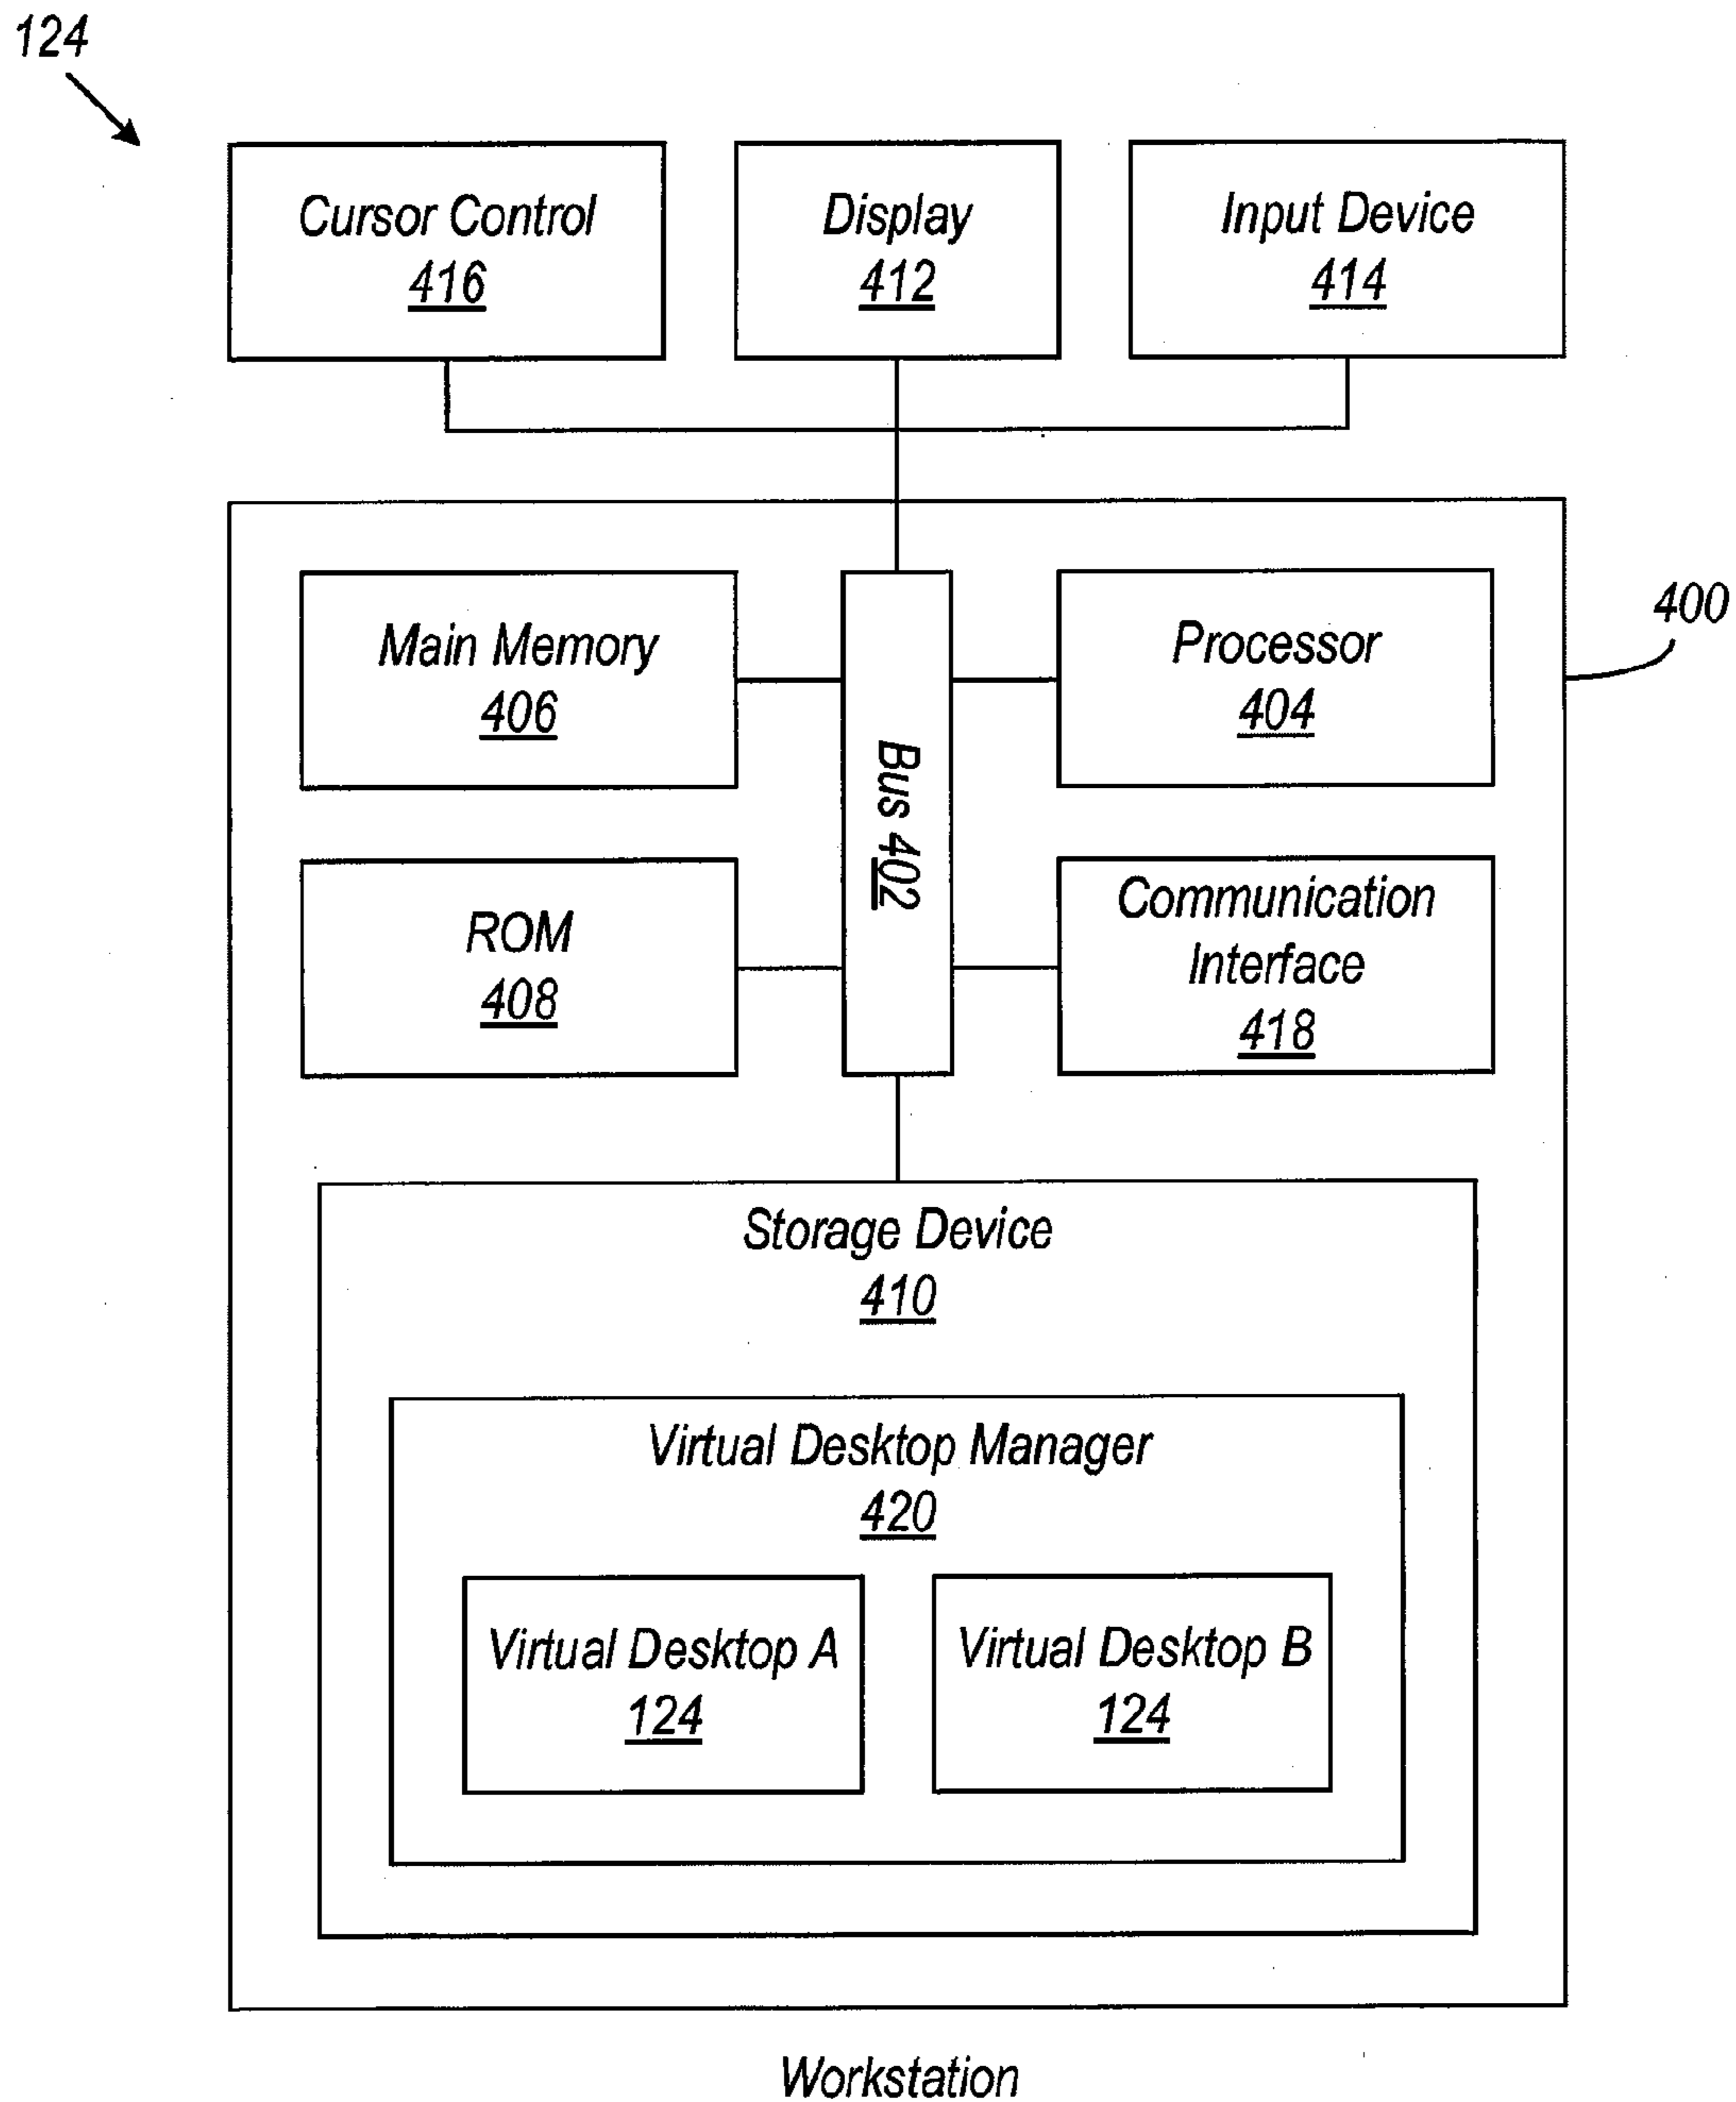 124
Cursor Control
416
Display
412
Input Device
414
400
Main Memory
406
Processor
404
Bus 402
ROM
408
Communication
Interface
418
Storage Device
410
Virtual Desktop Manager
420
Virtual Desktop A
124
Virtual Desktop B
124
Workstation